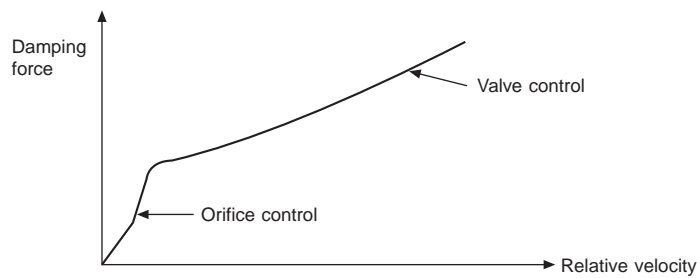 Damping
force
Valve control
Orifice control
Relative velocity